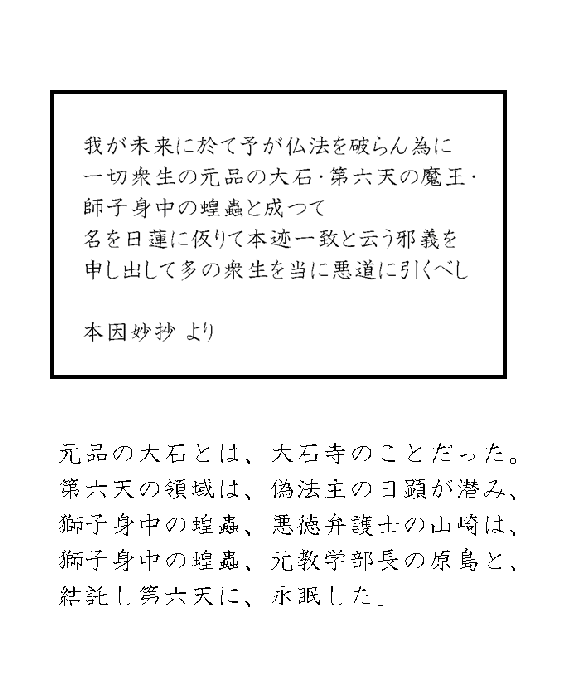 我が未来に於て予が仏法を破らん為に
一切衆生の元品の大石・第六天の魔王・
師子身中の蝗蟲と成つて
名を日蓮に仮りて本迹一致と云う邪義を
申し出して多の衆生を当に悪道に引くべし
本因妙抄 より
元品の大石とは、大石寺のことだった。
第六天の領域は、偽法主の日顕が潜み、
獅子身中の蝗蟲、悪徳弁護士の山崎は、
獅子身中の蝗蟲、元教学部長の原島と、
結託し第六天に、永眠した。